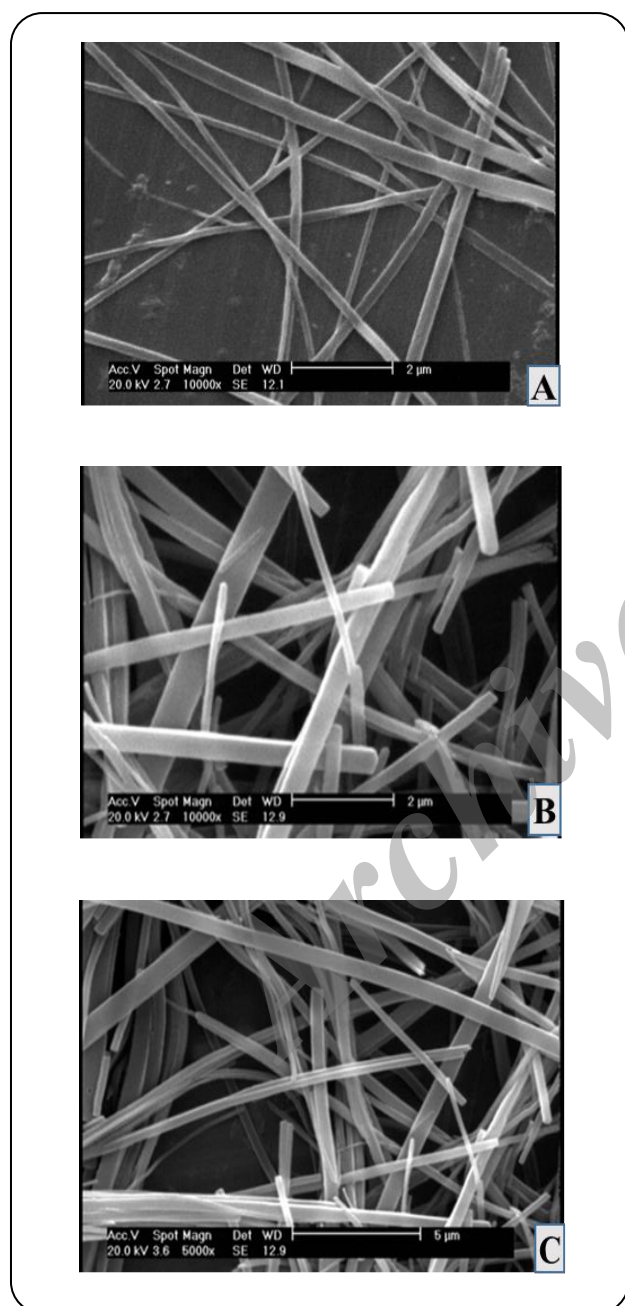 Acc.V Spot Magn Det WD 2 µm
20.0 kV 2.7 10000x SE 12.1
A
Acc.V Spot Magn Det WD 2 µm
20.0 kV 2.7 10000x SE 12.9
B
Archive
Acc.V Spot Magn Det WD 5 µm
20.0 kV 3.6 5000x SE 12.9
C